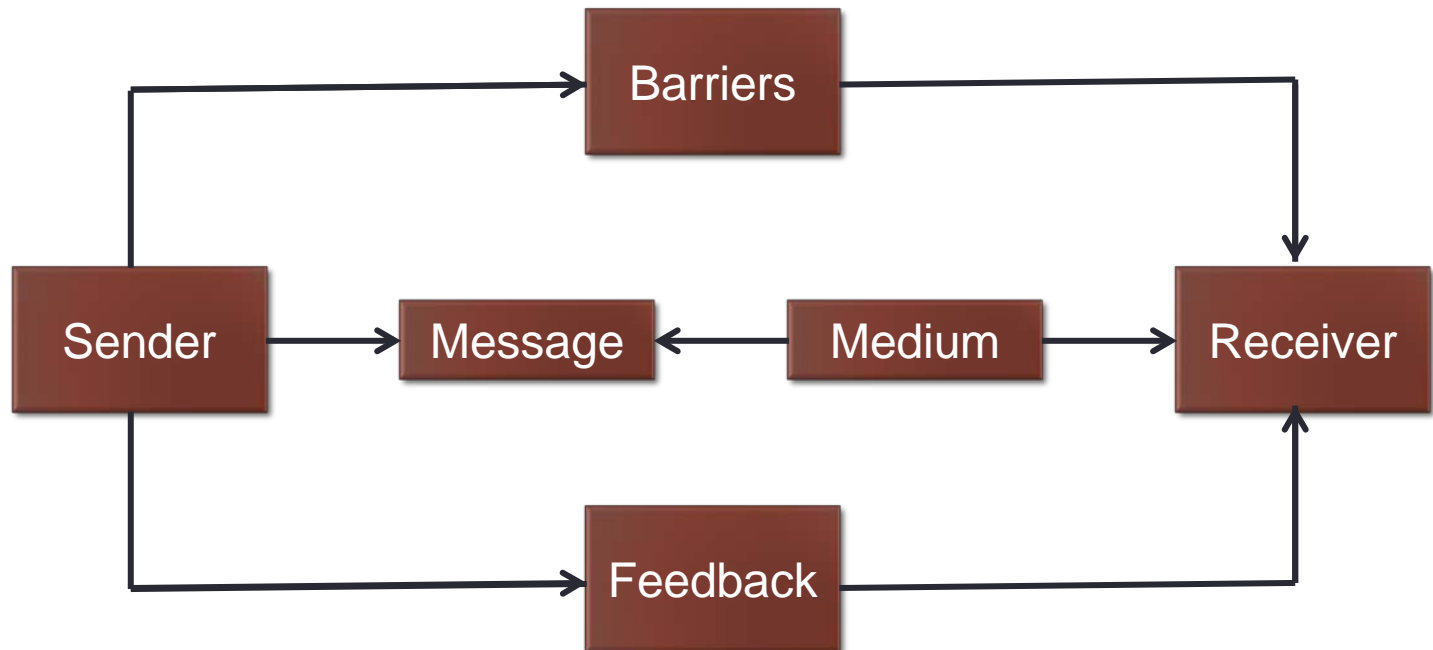 Barriers
Sender
Message
Medium
Receiver
Feedback